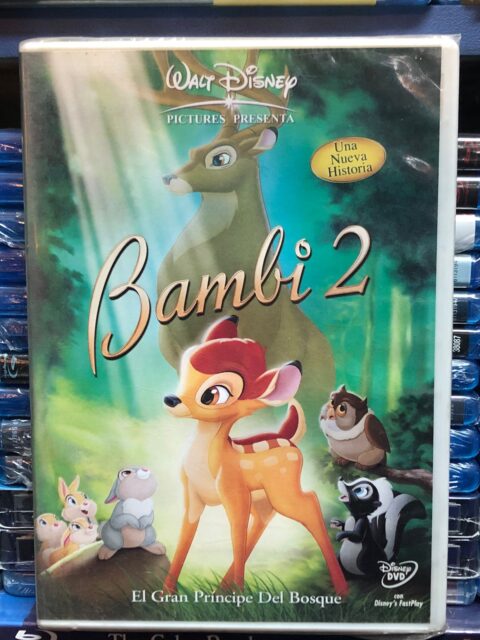 Walt Disney
PICTURES PRESENTA
Una
Nueva
Historia
Bambi 2
El Gran Príncipe Del Bosque
Disney
DVD
con
Disney's FastPlay
38087